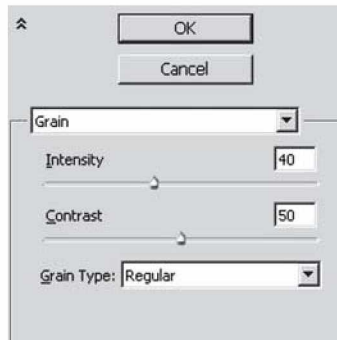 OK
Cancel
Grain
Intensity 40
Contrast 50
Grain Type: Regular